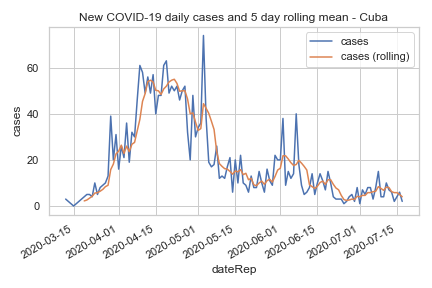 New COVID-19 daily cases and 5 day rolling mean - Cuba
cases
cases (rolling)
60
40
20
0
cases
2020-03-15
2020-04-01
2020-04-15
2020-05-01
2020-05-15
2020-06-01
2020-06-15
2020-07-01
2020-07-15
dateRep